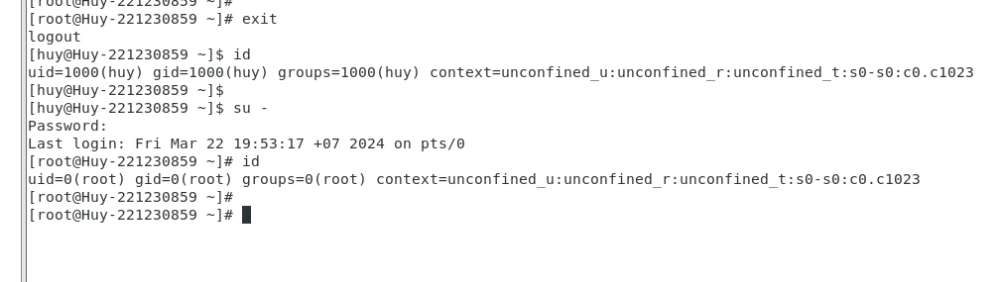 [root@Huy-221230859 ~]#
[root@Huy-221230859 ~]# exit
logout
[huy@Huy-221230859 ~]$ id
uid=1000(huy) gid=1000(huy) groups=1000(huy) context=unconfined_u:unconfined_r:unconfined_t:s0-s0:c0.c1023
[huy@Huy-221230859 ~]$
[huy@Huy-221230859 ~]$ su -
Password:
Last login: Fri Mar 22 19:53:17 +07 2024 on pts/0
[root@Huy-221230859 ~]# id
uid=0(root) gid=0(root) groups=0(root) context=unconfined_u:unconfined_r:unconfined_t:s0-s0:c0.c1023
[root@Huy-221230859 ~]#
[root@Huy-221230859 ~]#